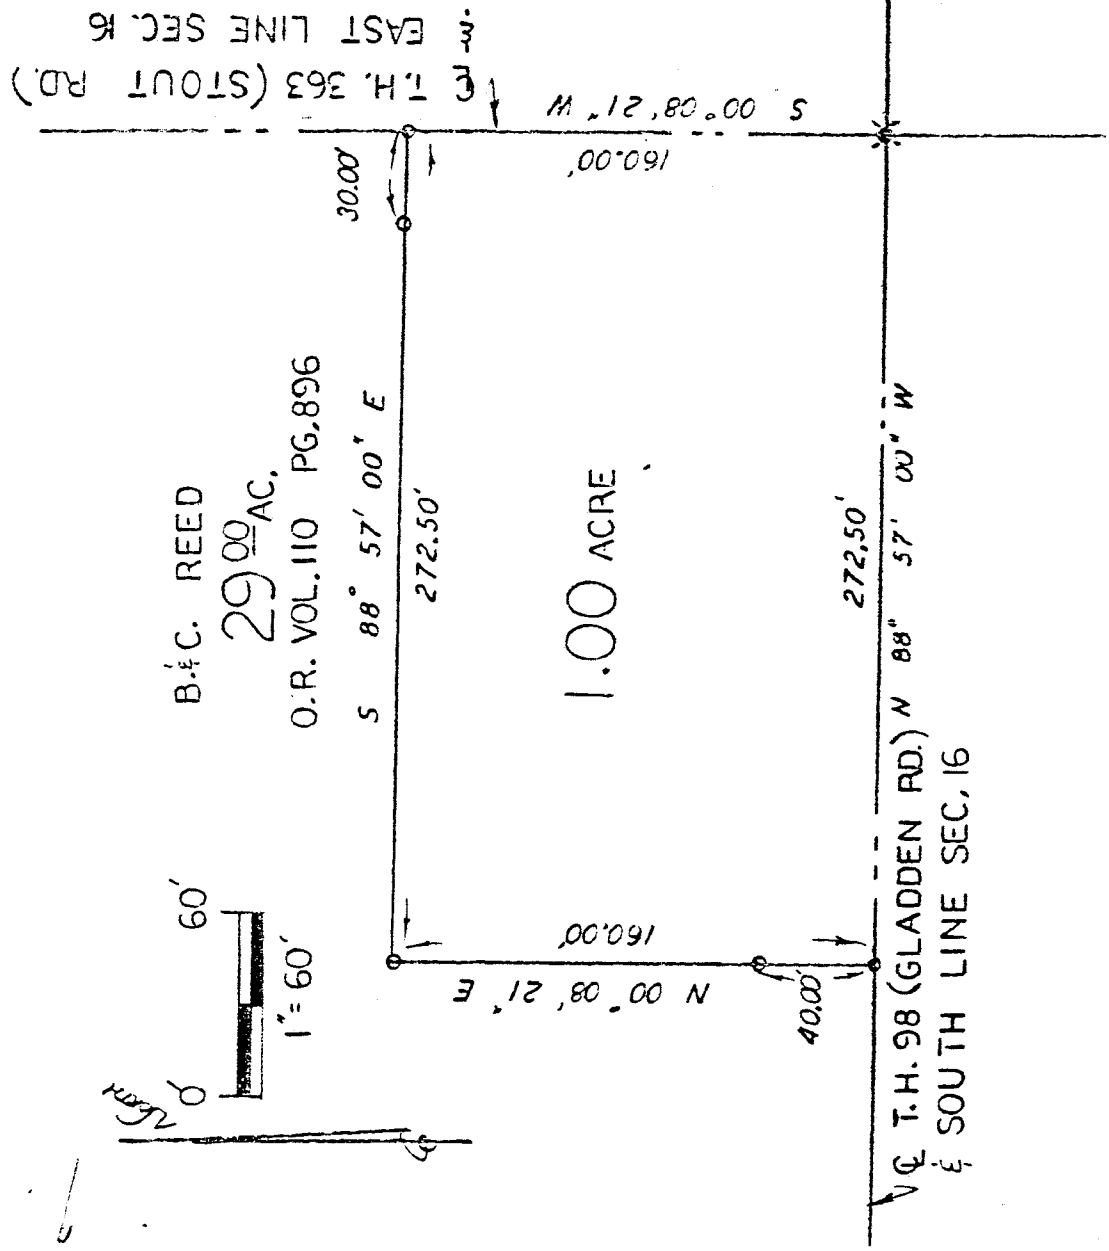 ℄ T.H. 363 (STOUT RD.)
& EAST LINE SEC. 16
S 00° 08' 21" W
160.00'
30.00'
B. & C. REED
29 00 AC.
O.R. VOL. 110 PG. 896
S 88° 57' 00" E
272.50'
1.00 ACRE
272.50'
N 88" 57' 00" W
℄ T.H. 98 (GLADDEN RD.)
& SOUTH LINE SEC. 16
N 00° 08' 21" E
160.00'
40.00'
0' 60'
1"= 60'